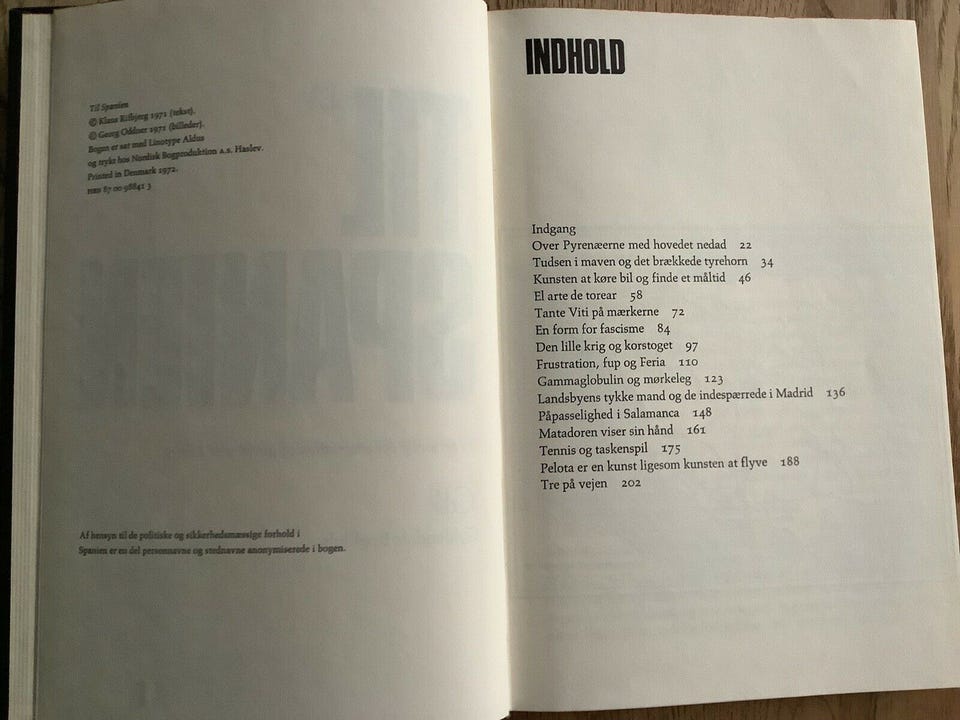 Til Spanien
© Klaus Rifbjerg 1971 (tekst).
© Georg Oddner 1971 (billeder).
Bogen er sat med Linotype Aldus
og trykt hos Nordisk Bogproduktion a.s. Haslev.
Printed in Denmark 1972.
ISBN 87 00 98841 3
Af hensyn til de politiske og sikkerhedsmæssige forhold i
Spanien er en del personnavne og stednavne anonymiserede i bogen.
INDHOLD
Indgang
Over Pyrenæerne med hovedet nedad 22
Tudsen i maven og det brækkede tyrehorn 34
Kunsten at køre bil og finde et måltid 46
El arte de torear 58
Tante Viti på mærkerne 72
En form for fascisme 84
Den lille krig og korstoget 97
Frustration, fup og Feria 110
Gammaglobulin og mørkeleg 123
Landsbyens tykke mand og de indespærrede i Madrid 136
Påpasselighed i Salamanca 148
Matadoren viser sin hånd 161
Tennis og taskenspil 175
Pelota er en kunst ligesom kunsten at flyve 188
Tre på vejen 202